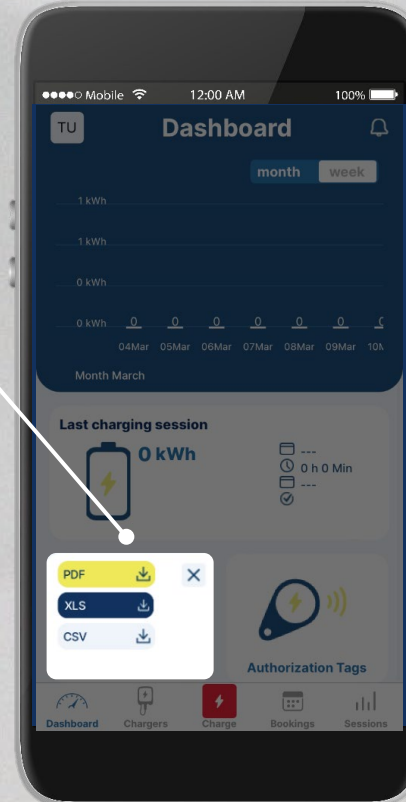 Mobile 12:00 AM 100%
TU Dashboard
month week
1 kWh
1 kWh
0 kWh
0 kWh 0 0 0 0 0 0
04Mar 05Mar 06Mar 07Mar 08Mar 09Mar
Month March
Last charging session
0 kWh
---
0 h 0 Min
---
PDF
XLS
CSV
Authorization Tags
Dashboard Chargers Charge Bookings Sessions